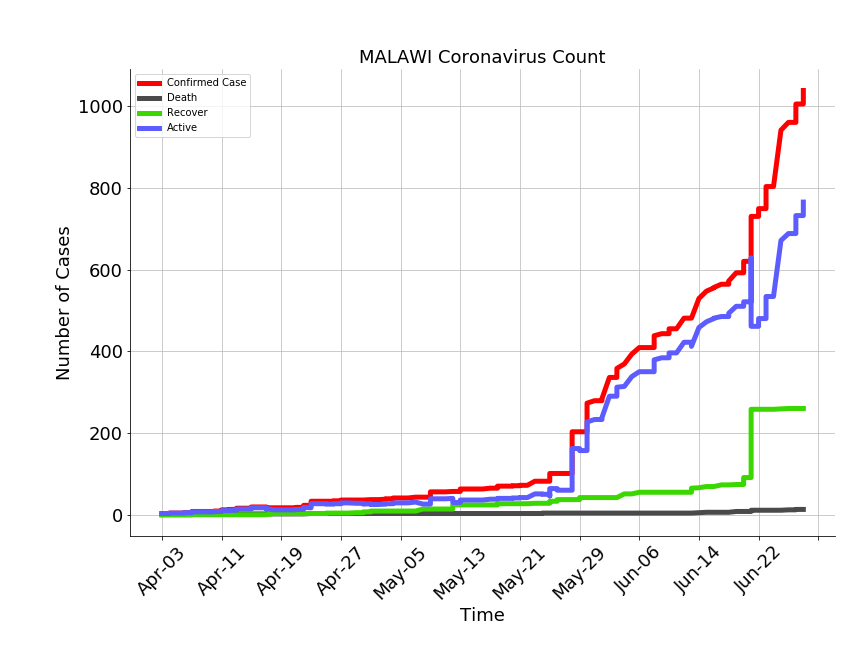 MALAWI Coronavirus Count
Confirmed Case
Death
Recover
Active
Number of Cases
1000
800
600
400
200
0
Apr-03
Apr-11
Apr-19
Apr-27
May-05
May-13
May-21
May-29
Jun-06
Jun-14
Jun-22
Time